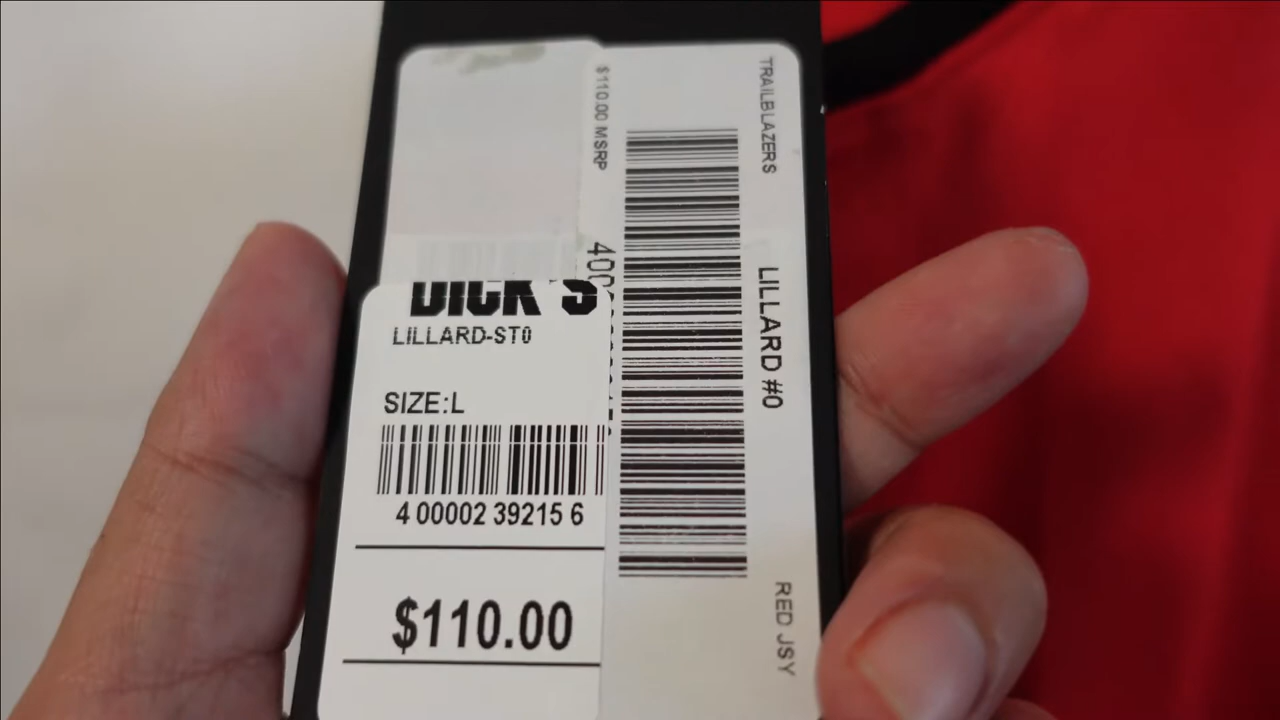 DICK'S
LILLARD-ST0
SIZE:L
4 00002 39215 6
$110.00
$110.00 MSRP
TRAILBLAZERS
LILLARD #0
RED JSY